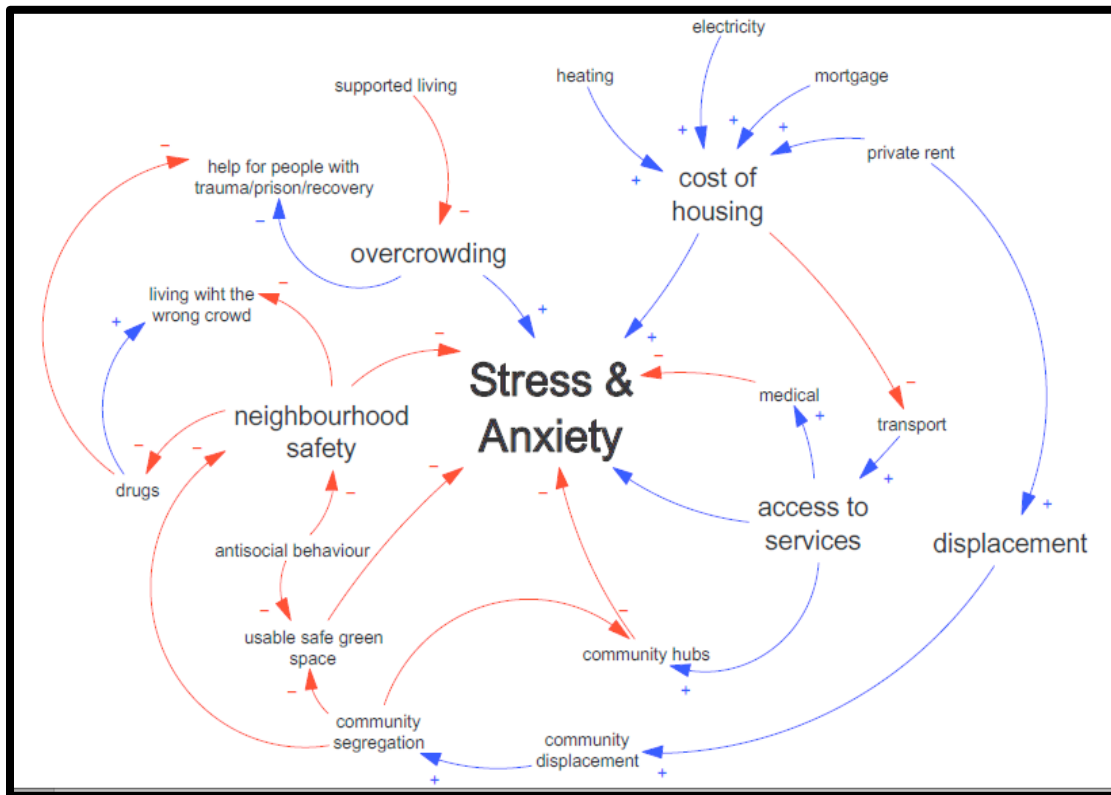 electricity
heating
mortgage
supported living
private rent
help for people with
trauma/prison/recovery
cost of
housing
overcrowding
living wiht the
wrong crowd
Stress &
Anxiety
medical
neighbourhood
safety
transport
drugs
access to
services
displacement
antisocial behaviour
usable safe green
space
community hubs
community
segregation
community
displacement